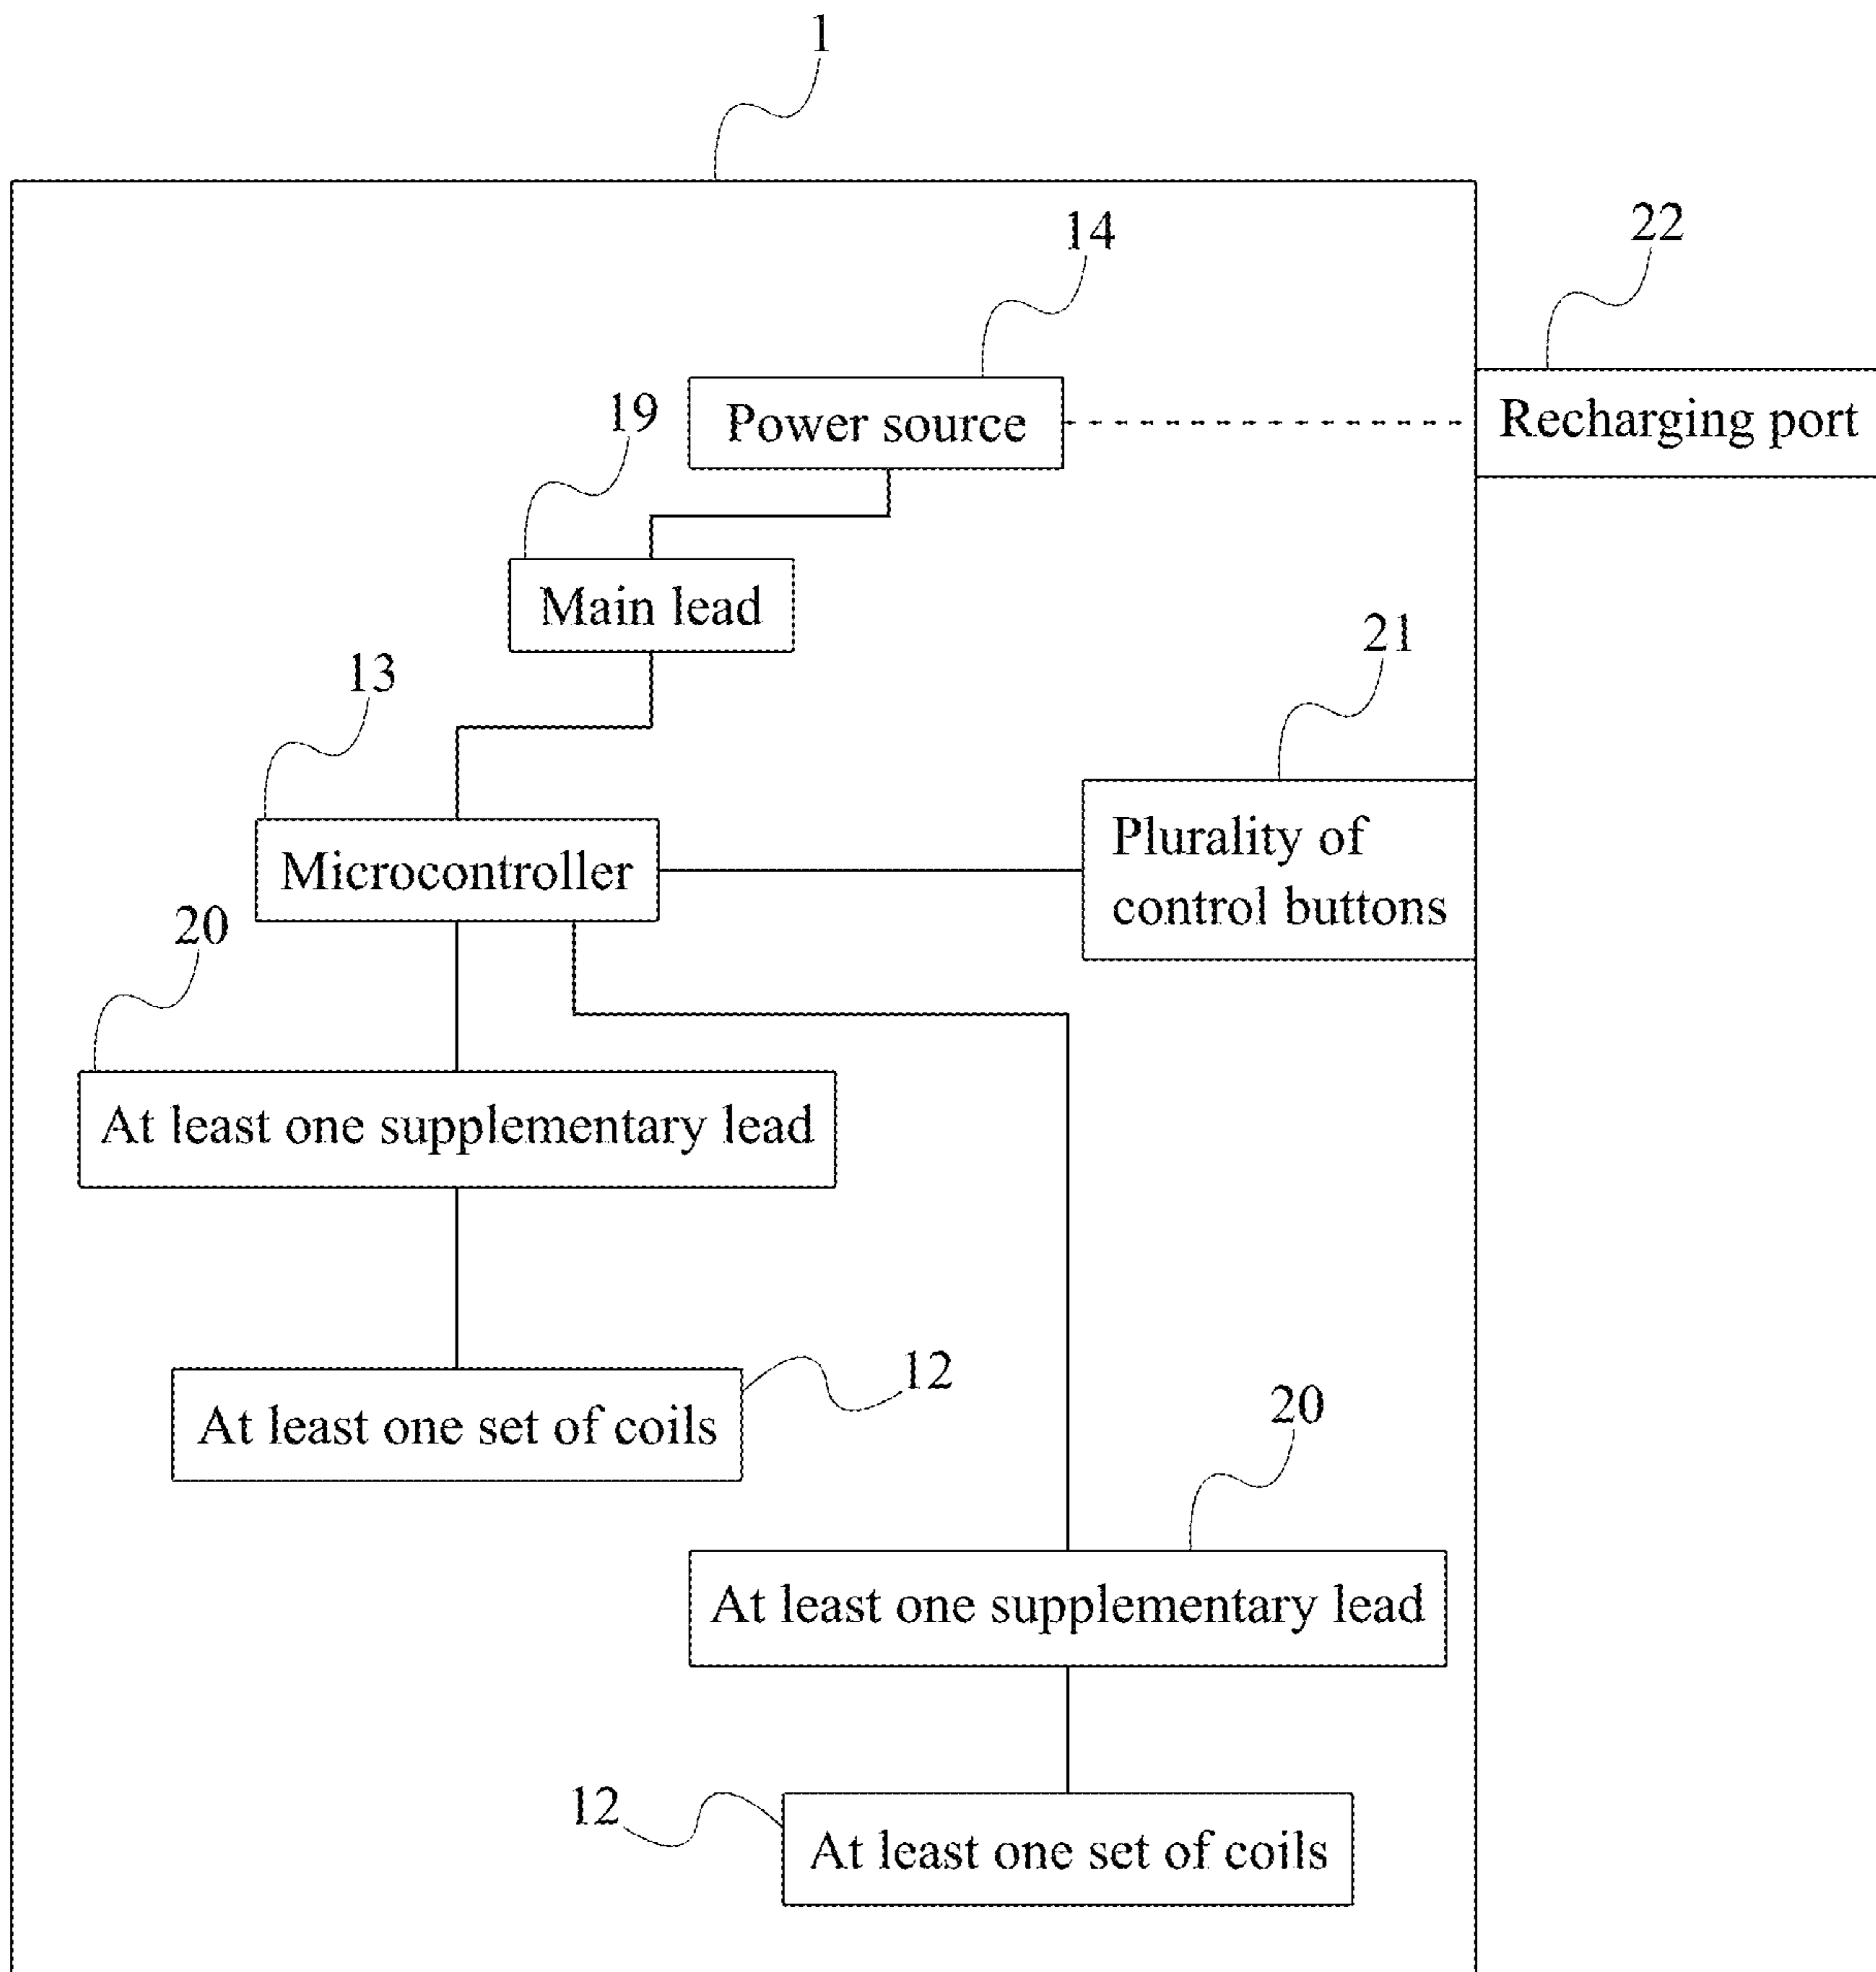 1
14
22
Power source
Recharging port
19
Main lead
21
13
Plurality of
control buttons
Microcontroller
20
At least one supplementary lead
12
At least one set of coils
20
At least one supplementary lead
12
At least one set of coils